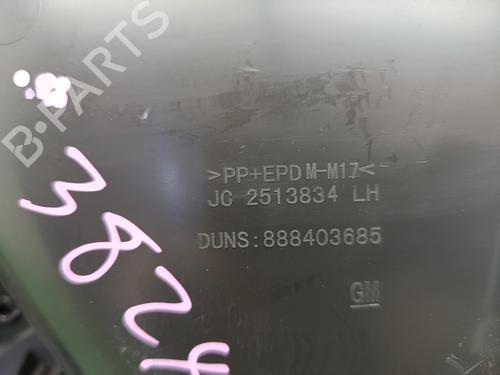 B-PARTS
>PP+EPDM-M17<
JC 2513834 LH
DUNS:888403685
GM
3824